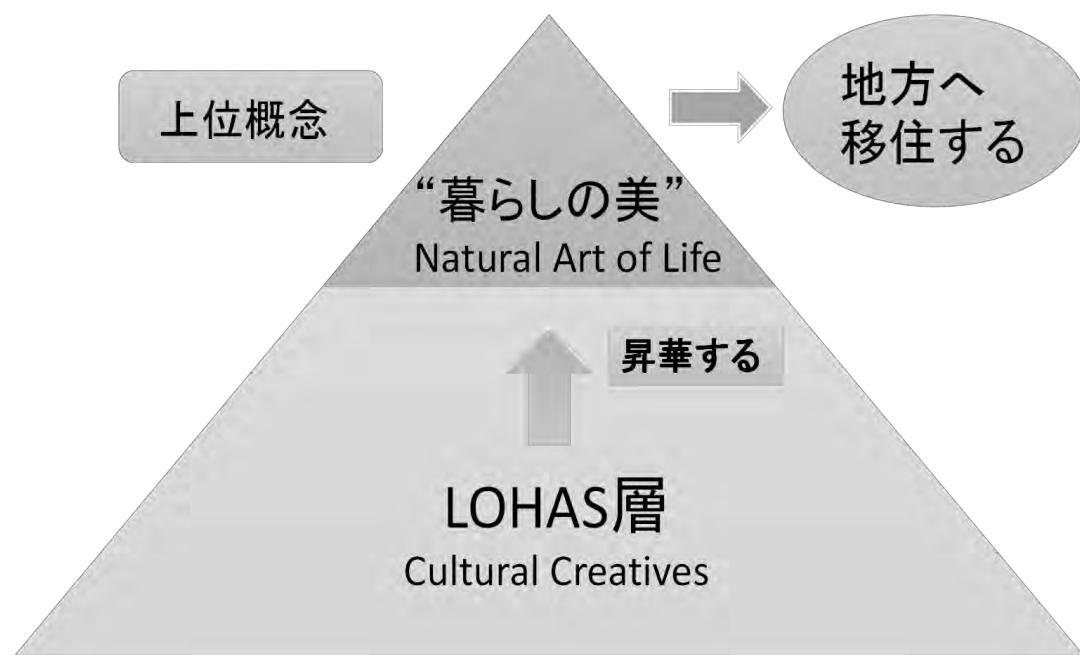 上位概念
地方へ
移住する
“暮らしの美”
Natural Art of Life
昇華する
LOHAS層
Cultural Creatives